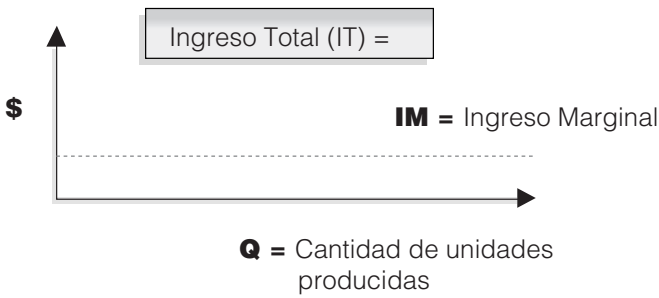 Ingreso Total (IT) =
$
IM = Ingreso Marginal
Q = Cantidad de unidades
producidas